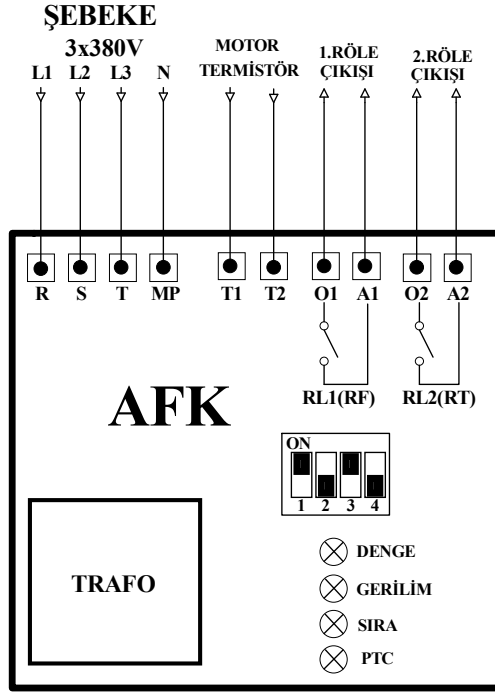 ŞEBEKE
3x380V
L1 L2 L3 N
MOTOR
TERMİSTÖR
1.RÖLE
ÇIKIŞI
2.RÖLE
ÇIKIŞI
R S T MP T1 T2 O1 A1 O2 A2
RL1(RF) RL2(RT)
AFK
ON
1 2 3 4
TRAFO
DENGE
GERİLİM
SIRA
PTC